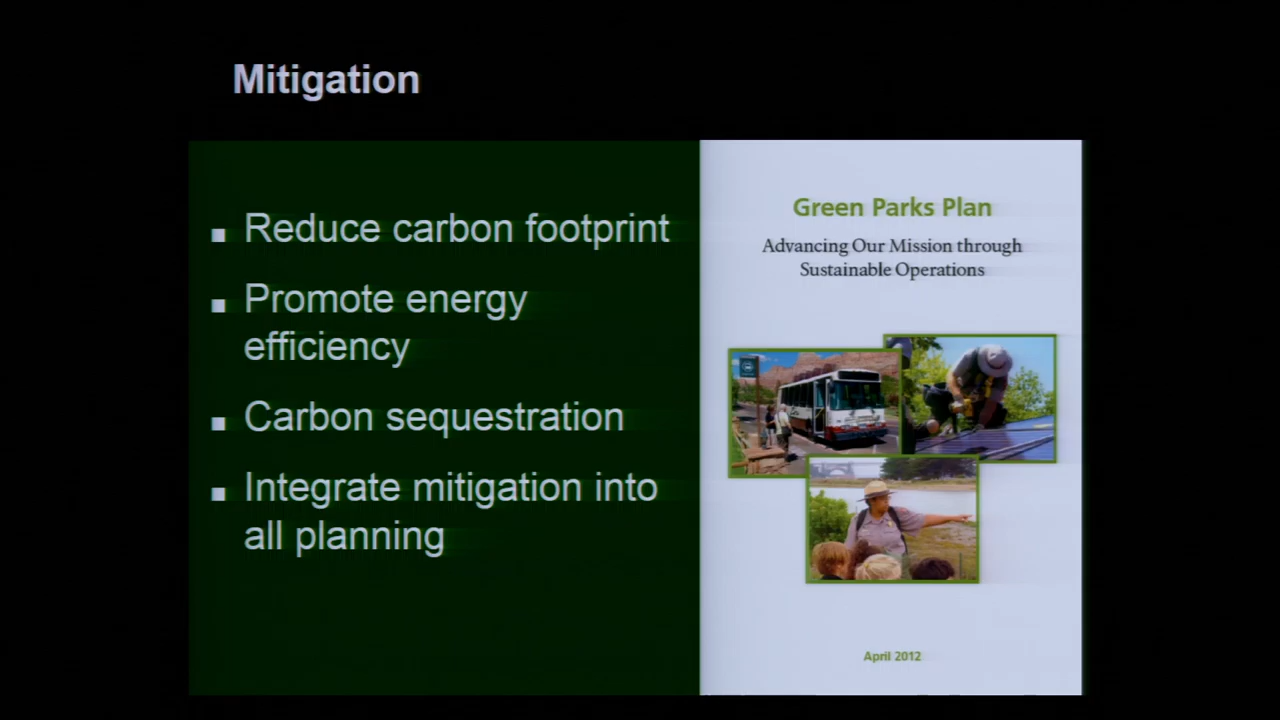 Mitigation
Reduce carbon footprint
Promote energy
efficiency
Carbon sequestration
Integrate mitigation into
all planning
Green Parks Plan
Advancing Our Mission through
Sustainable Operations
April 2012